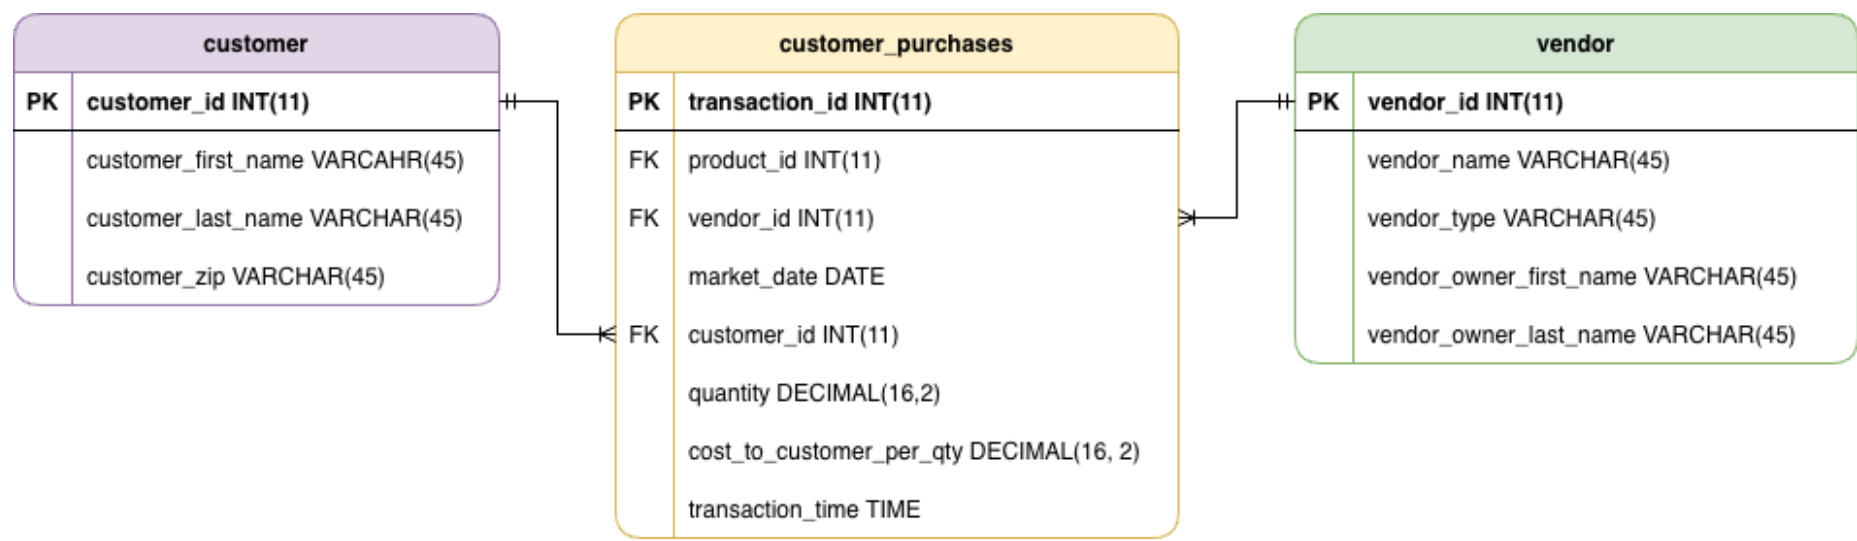 customer
PK customer_id INT(11)
customer_first_name VARCAHR(45)
customer_last_name VARCHAR(45)
customer_zip VARCHAR(45)
customer_purchases
PK transaction_id INT(11)
FK product_id INT(11)
FK vendor_id INT(11)
market_date DATE
FK customer_id INT(11)
quantity DECIMAL(16,2)
cost_to_customer_per_qty DECIMAL(16, 2)
transaction_time TIME
vendor
PK vendor_id INT(11)
vendor_name VARCHAR(45)
vendor_type VARCHAR(45)
vendor_owner_first_name VARCHAR(45)
vendor_owner_last_name VARCHAR(45)